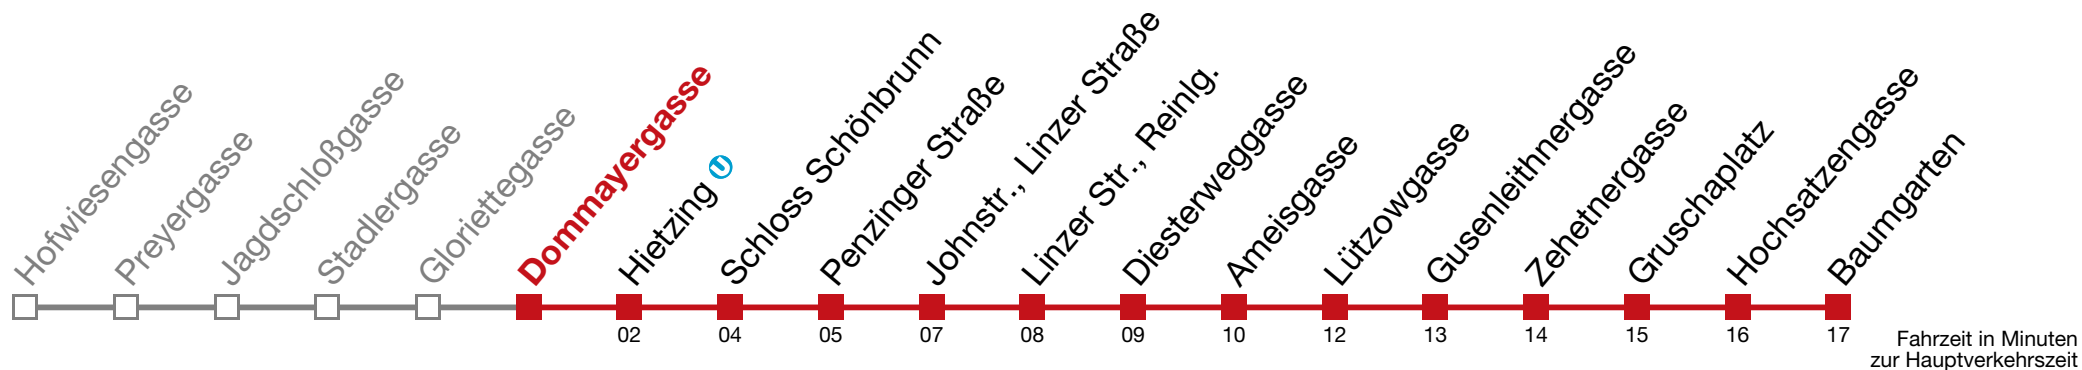 Hofwiesengasse
Preyergasse
Jagdschloßgasse
Stadlergasse
Gloriettegasse
Dommayergasse
Hietzing U
Schloss Schönbrunn
Penzinger Straße
Johnstr., Linzer Straße
Linzer Str., Reinlg.
Diesterweggasse
Ameisgasse
Lützowgasse
Gusenleithnergasse
Zehetnergasse
Gruschaplatz
Hochsatzengasse
Baumgarten
02 04 05 07 08 09 10 12 13 14 15 16 17
Fahrzeit in Minuten
zur Hauptverkehrszeit